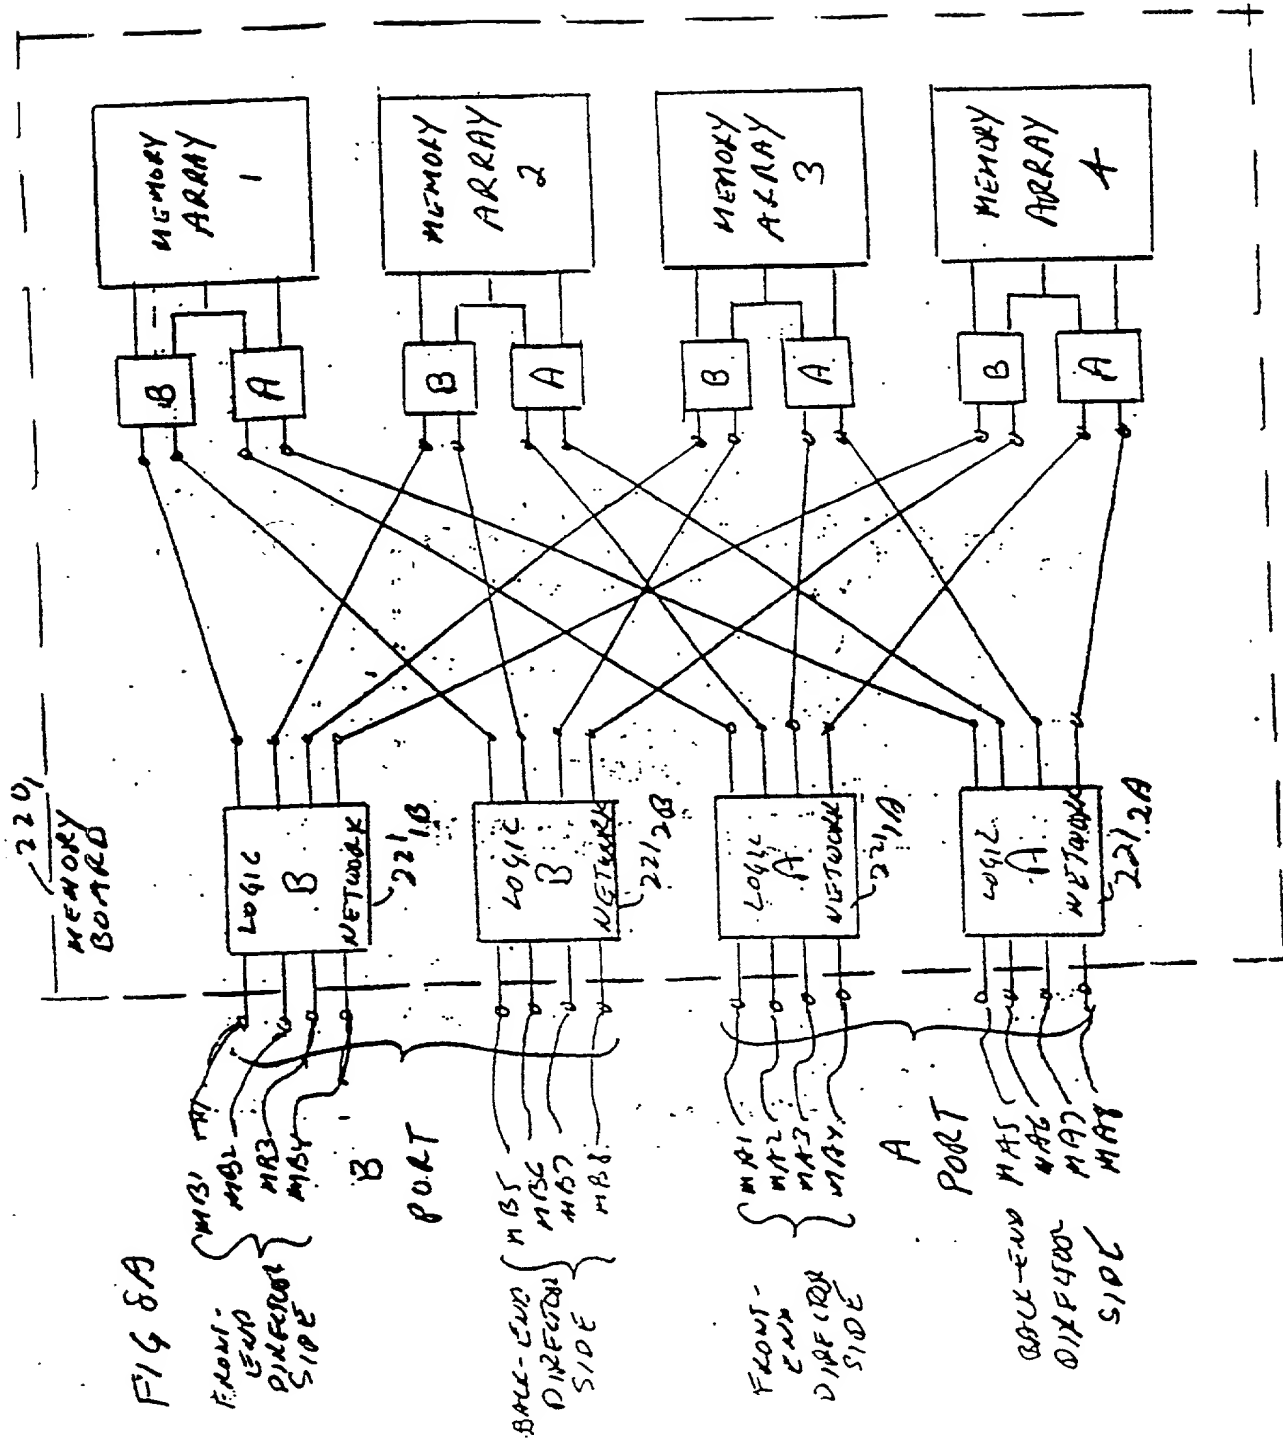 FIG 8A
220,
MEMORY
BOARD
MEMORY
ARRAY
1
MEMORY
ARRAY
2
MEMORY
ARRAY
3
MEMORY
ARRAY
4
B
A
B
A
B
A
B
A
LOGIC
B
NETWORK
221,1B
LOGIC
B
NETWORK
221,2B
LOGIC
A
NETWORK
221,1A
LOGIC
A
NETWORK
221,2A
FRONT-
END
DIRECTOR
SIDE
MB1
MB2
MB3
MB4
B
PORT
BACK-END
DIRECTOR
SIDE
MB5
MB6
MB7
MB8
FRONT-
END
DIRECTOR
SIDE
MA1
MA2
MA3
MA4
A
PORT
BACK-END
DIRECTOR
SIDE
MA5
MA6
MA7
MA8